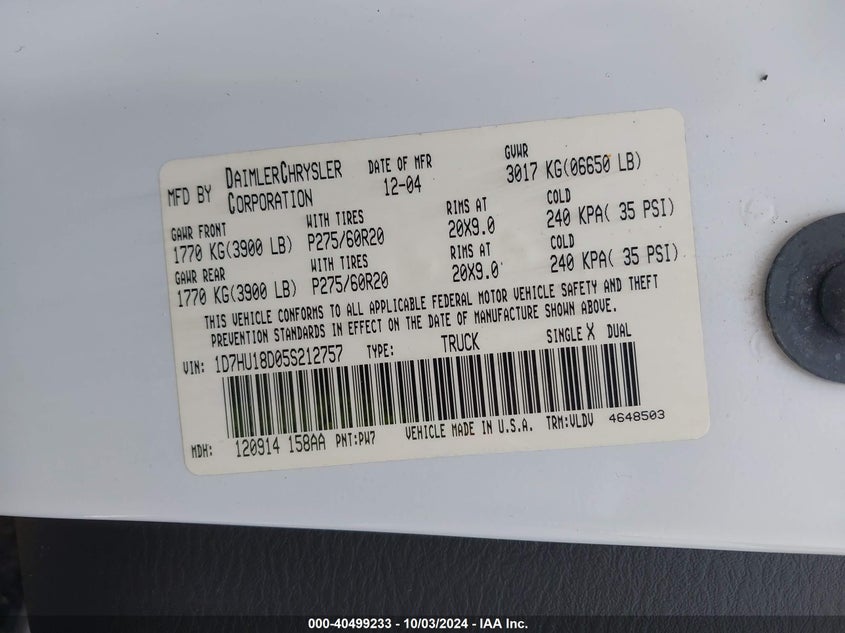 MFD BY DAIMLERCHRYSLER CORPORATION
DATE OF MFR 12-04
GVWR 3017 KG(06650 LB)
GAWR FRONT WITH TIRES RIMS AT COLD
1770 KG(3900 LB) P275/60R20 20X9.0 240 KPA( 35 PSI)
GAWR REAR WITH TIRES RIMS AT COLD
1770 KG(3900 LB) P275/60R20 20X9.0 240 KPA( 35 PSI)
THIS VEHICLE CONFORMS TO ALL APPLICABLE FEDERAL MOTOR VEHICLE SAFETY AND THEFT
PREVENTION STANDARDS IN EFFECT ON THE DATE OF MANUFACTURE SHOWN ABOVE.
VIN: 1D7HU18D05S212757 TYPE: TRUCK SINGLE X DUAL
MDH: 120914 158AA PNT:PW7 VEHICLE MADE IN U.S.A. TRM:VLDV 4648503
000-40499233 - 10/03/2024 - IAA Inc.